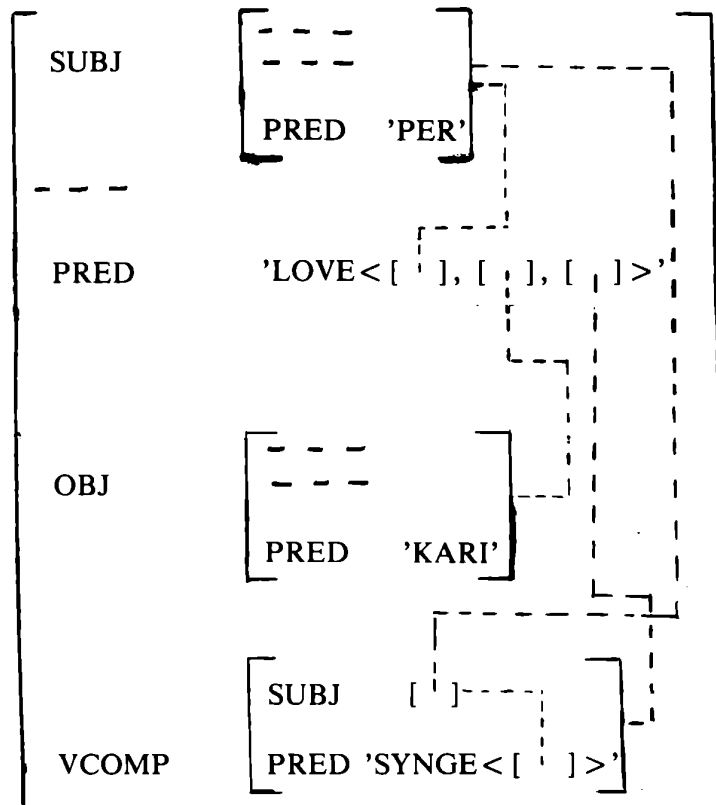 SUBJ
PRED 'PER'
PRED 'LOVE<[ ], [ ], [ ]>'
OBJ
PRED 'KARI'
SUBJ [ ]
VCOMP PRED 'SYNGE<[ ]>'